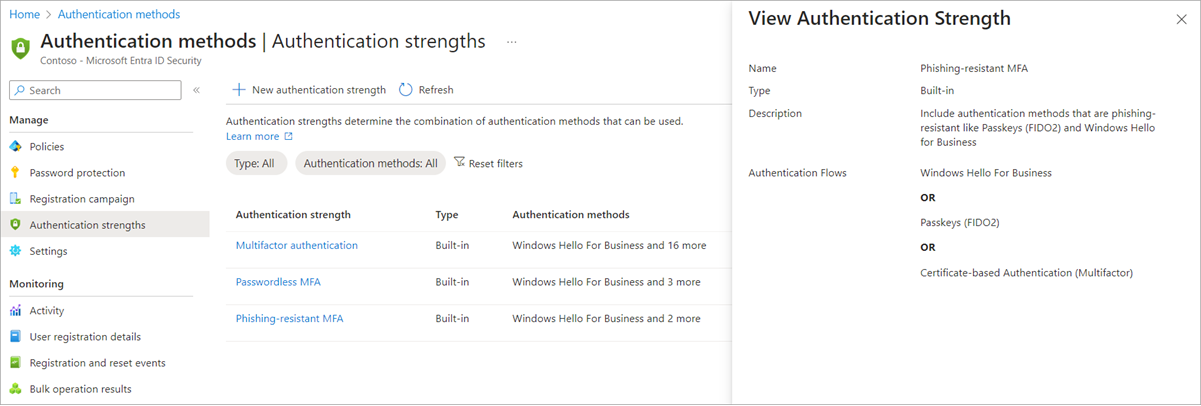 Home > Authentication methods
Authentication methods | Authentication strengths ...
Contoso - Microsoft Entra ID Security
Search «
Manage
Policies
Password protection
Registration campaign
Authentication strengths
Settings
Monitoring
Activity
User registration details
Registration and reset events
Bulk operation results
+ New authentication strength Refresh
Authentication strengths determine the combination of authentication methods that can be used.
Learn more
Type: All Authentication methods: All Reset filters
Authentication strength Type Authentication methods
Multifactor authentication Built-in Windows Hello For Business and 16 more
Passwordless MFA Built-in Windows Hello For Business and 3 more
Phishing-resistant MFA Built-in Windows Hello For Business and 2 more
View Authentication Strength
Name Phishing-resistant MFA
Type Built-in
Description Include authentication methods that are phishing-
resistant like Passkeys (FIDO2) and Windows Hello
for Business
Authentication Flows Windows Hello For Business
OR
Passkeys (FIDO2)
OR
Certificate-based Authentication (Multifactor)